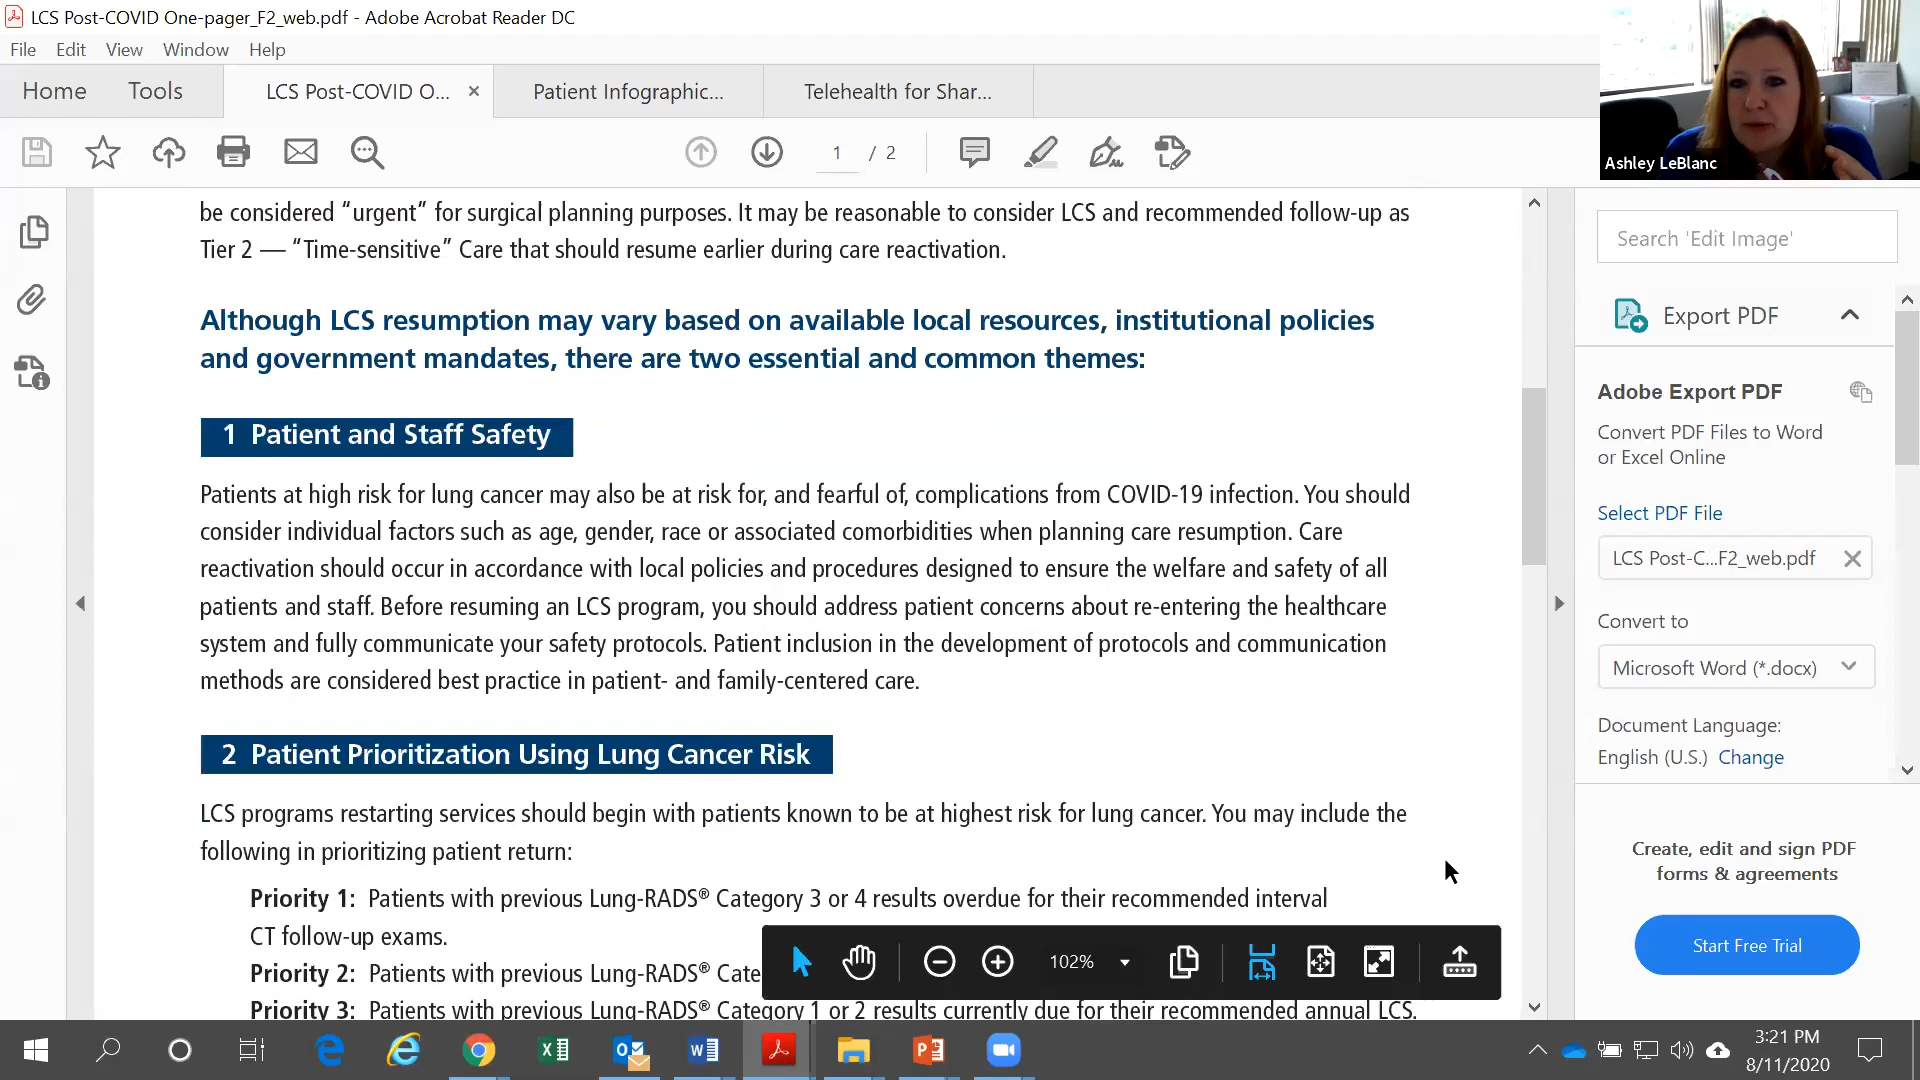 LCS Post-COVID One-pager_F2_web.pdf - Adobe Acrobat Reader DC
File Edit View Window Help
Home Tools LCS Post-COVID O... × Patient Infographic... Telehealth for Shar...
1 / 2
Ashley LeBlanc
be considered “urgent” for surgical planning purposes. It may be reasonable to consider LCS and recommended follow-up as
Tier 2 — “Time-sensitive” Care that should resume earlier during care reactivation.
Although LCS resumption may vary based on available local resources, institutional policies
and government mandates, there are two essential and common themes:
1 Patient and Staff Safety
Patients at high risk for lung cancer may also be at risk for, and fearful of, complications from COVID-19 infection. You should
consider individual factors such as age, gender, race or associated comorbidities when planning care resumption. Care
reactivation should occur in accordance with local policies and procedures designed to ensure the welfare and safety of all
patients and staff. Before resuming an LCS program, you should address patient concerns about re-entering the healthcare
system and fully communicate your safety protocols. Patient inclusion in the development of protocols and communication
methods are considered best practice in patient- and family-centered care.
2 Patient Prioritization Using Lung Cancer Risk
LCS programs restarting services should begin with patients known to be at highest risk for lung cancer. You may include the
following in prioritizing patient return:
Priority 1: Patients with previous Lung-RADS® Category 3 or 4 results overdue for their recommended interval
CT follow-up exams.
Priority 2: Patients with previous Lung-RADS® Cate
Priority 3: Patients with previous Lung-RADS® Category 1 or 2 results currently due for their recommended annual LCS.
102%
Search 'Edit Image'
Export PDF
Adobe Export PDF
Convert PDF Files to Word
or Excel Online
Select PDF File
LCS Post-C...F2_web.pdf
Convert to
Microsoft Word (*.docx)
Document Language:
English (U.S.) Change
Create, edit and sign PDF
forms & agreements
Start Free Trial
3:21 PM
8/11/2020